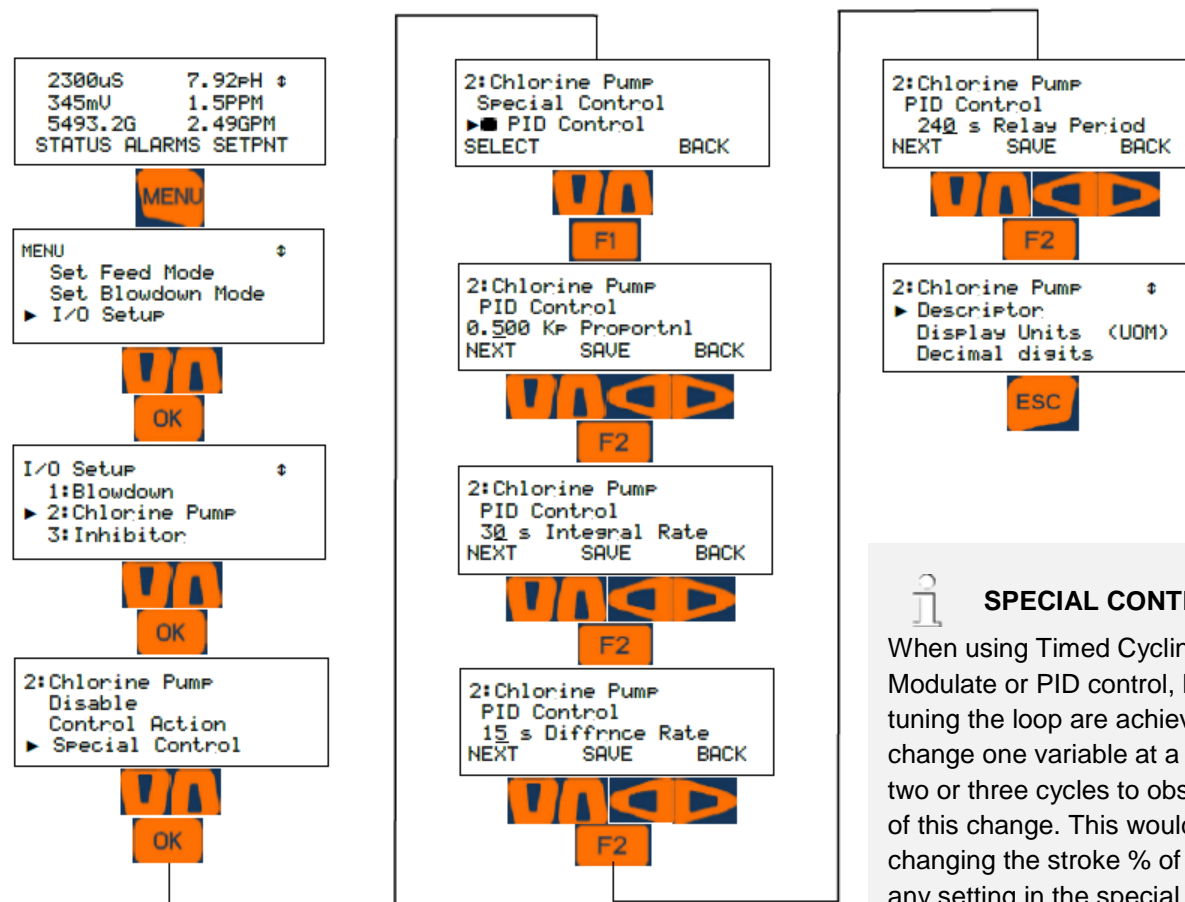 2300uS 7.92pH ↕
345mV 1.5PPM
5493.2G 2.49GPM
STATUS ALARMS SETPNT
MENU
MENU ↕
Set Feed Mode
Set Blowdown Mode
► I/O Setup
OK
I/O Setup ↕
1:Blowdown
► 2:Chlorine Pump
3:Inhibitor
OK
2:Chlorine Pump
Disable
Control Action
► Special Control
OK
2:Chlorine Pump
Special Control
►■ PID Control
SELECT BACK
F1
2:Chlorine Pump
PID Control
0.500 Kp Proportnl
NEXT SAVE BACK
F2
2:Chlorine Pump
PID Control
30 s Integral Rate
NEXT SAVE BACK
F2
2:Chlorine Pump
PID Control
15 s Diffrnce Rate
NEXT SAVE BACK
F2
2:Chlorine Pump
PID Control
240 s Relay Period
NEXT SAVE BACK
F2
2:Chlorine Pump ↕
► Descriptor
Display Units (UOM)
Decimal digits
ESC
SPECIAL
When using Timed
Modulate or PID control,
tuning the loop are
change one variable at a
two or three cycles to
of this change. This
changing the stroke % of
any setting in the special